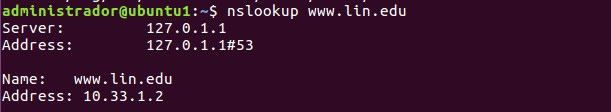 administrador@ubuntu1:~$ nslookup www.lin.edu
Server:		127.0.1.1
Address:	127.0.1.1#53

Name:	www.lin.edu
Address: 10.33.1.2